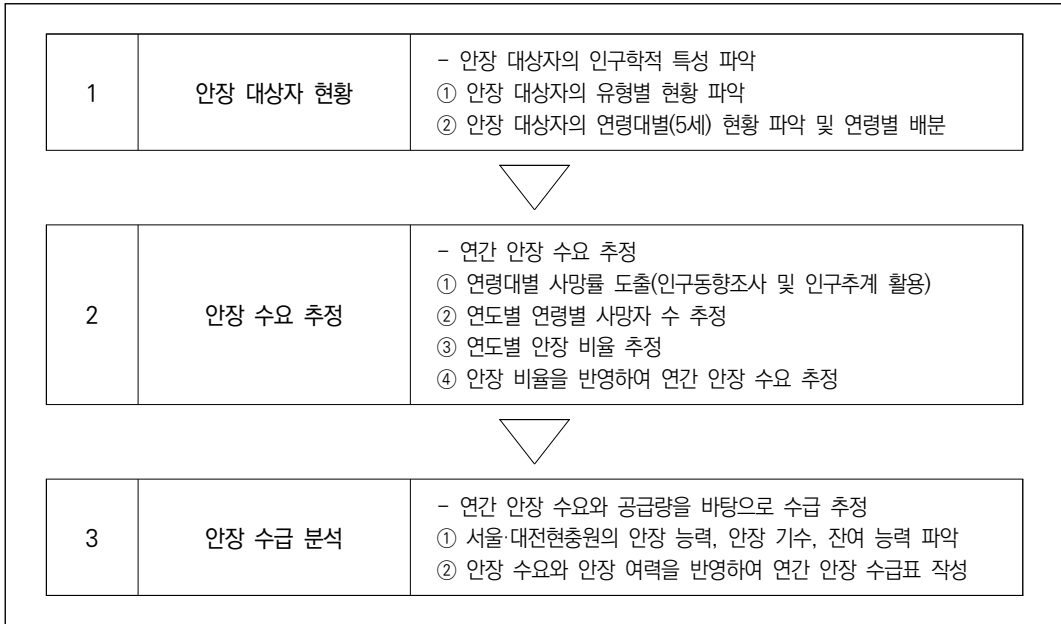 1
안장 대상자 현황
- 안장 대상자의 인구학적 특성 파악
① 안장 대상자의 유형별 현황 파악
② 안장 대상자의 연령대별(5세) 현황 파악 및 연령별 배분
2
안장 수요 추정
- 연간 안장 수요 추정
① 연령대별 사망률 도출(인구동향조사 및 인구추계 활용)
② 연도별 연령별 사망자 수 추정
③ 연도별 안장 비율 추정
④ 안장 비율을 반영하여 연간 안장 수요 추정
3
안장 수급 분석
- 연간 안장 수요와 공급량을 바탕으로 수급 추정
① 서울·대전현충원의 안장 능력, 안장 기수, 잔여 능력 파악
② 안장 수요와 안장 여력을 반영하여 연간 안장 수급표 작성